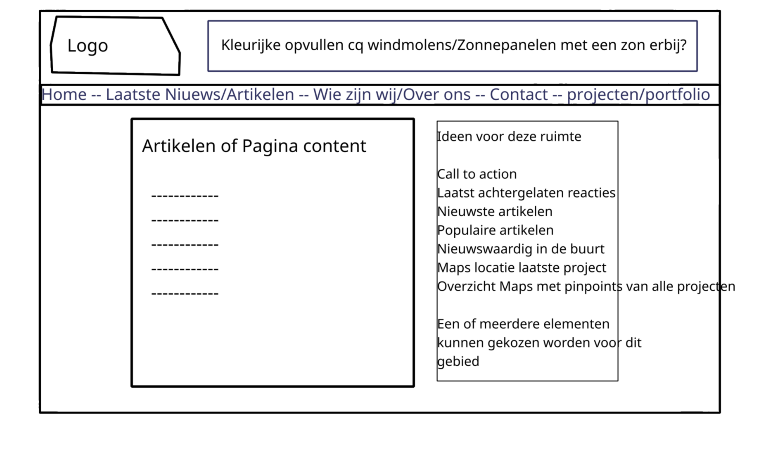 Logo
Kleurijke opvullen cq windmolens/Zonnepanelen met een zon erbij?
Home -- Laatste Niuews/Artikelen -- Wie zijn wij/Over ons -- Contact -- projecten/portfolio
Artikelen of Pagina content
------------
------------
------------
------------
------------
Ideen voor deze ruimte
Call to action
Laatst achtergelaten reacties
Nieuwste artikelen
Populaire artikelen
Nieuwswaardig in de buurt
Maps locatie laatste project
Overzicht Maps met pinpoints van alle projecten
Een of meerdere elementen
kunnen gekozen worden voor dit
gebied